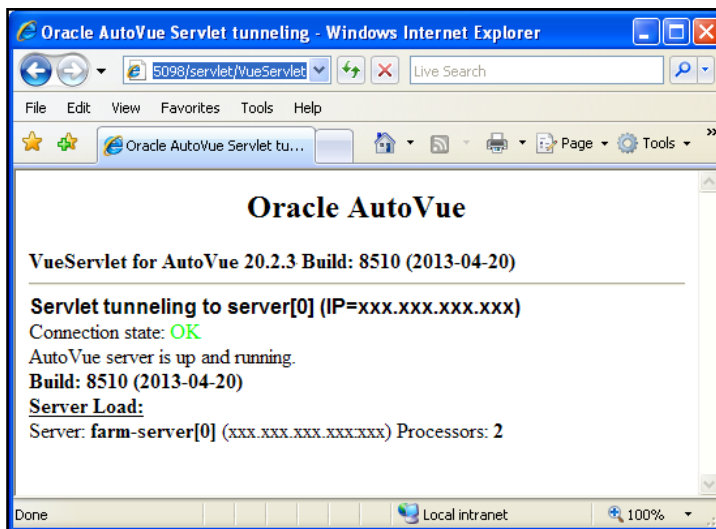 Oracle AutoVue Servlet tunneling - Windows Internet Explorer
5098/servlet/VueServlet
Live Search
File Edit View Favorites Tools Help
Oracle AutoVue Servlet tu...
Page Tools »
Oracle AutoVue
VueServlet for AutoVue 20.2.3 Build: 8510 (2013-04-20)
Servlet tunneling to server[0] (IP=xxx.xxx.xxx.xxx)
Connection state: OK
AutoVue server is up and running.
Build: 8510 (2013-04-20)
Server Load:
Server: farm-server[0] (xxx.xxx.xxx.xxx:xxx) Processors: 2
Done Local intranet 100%